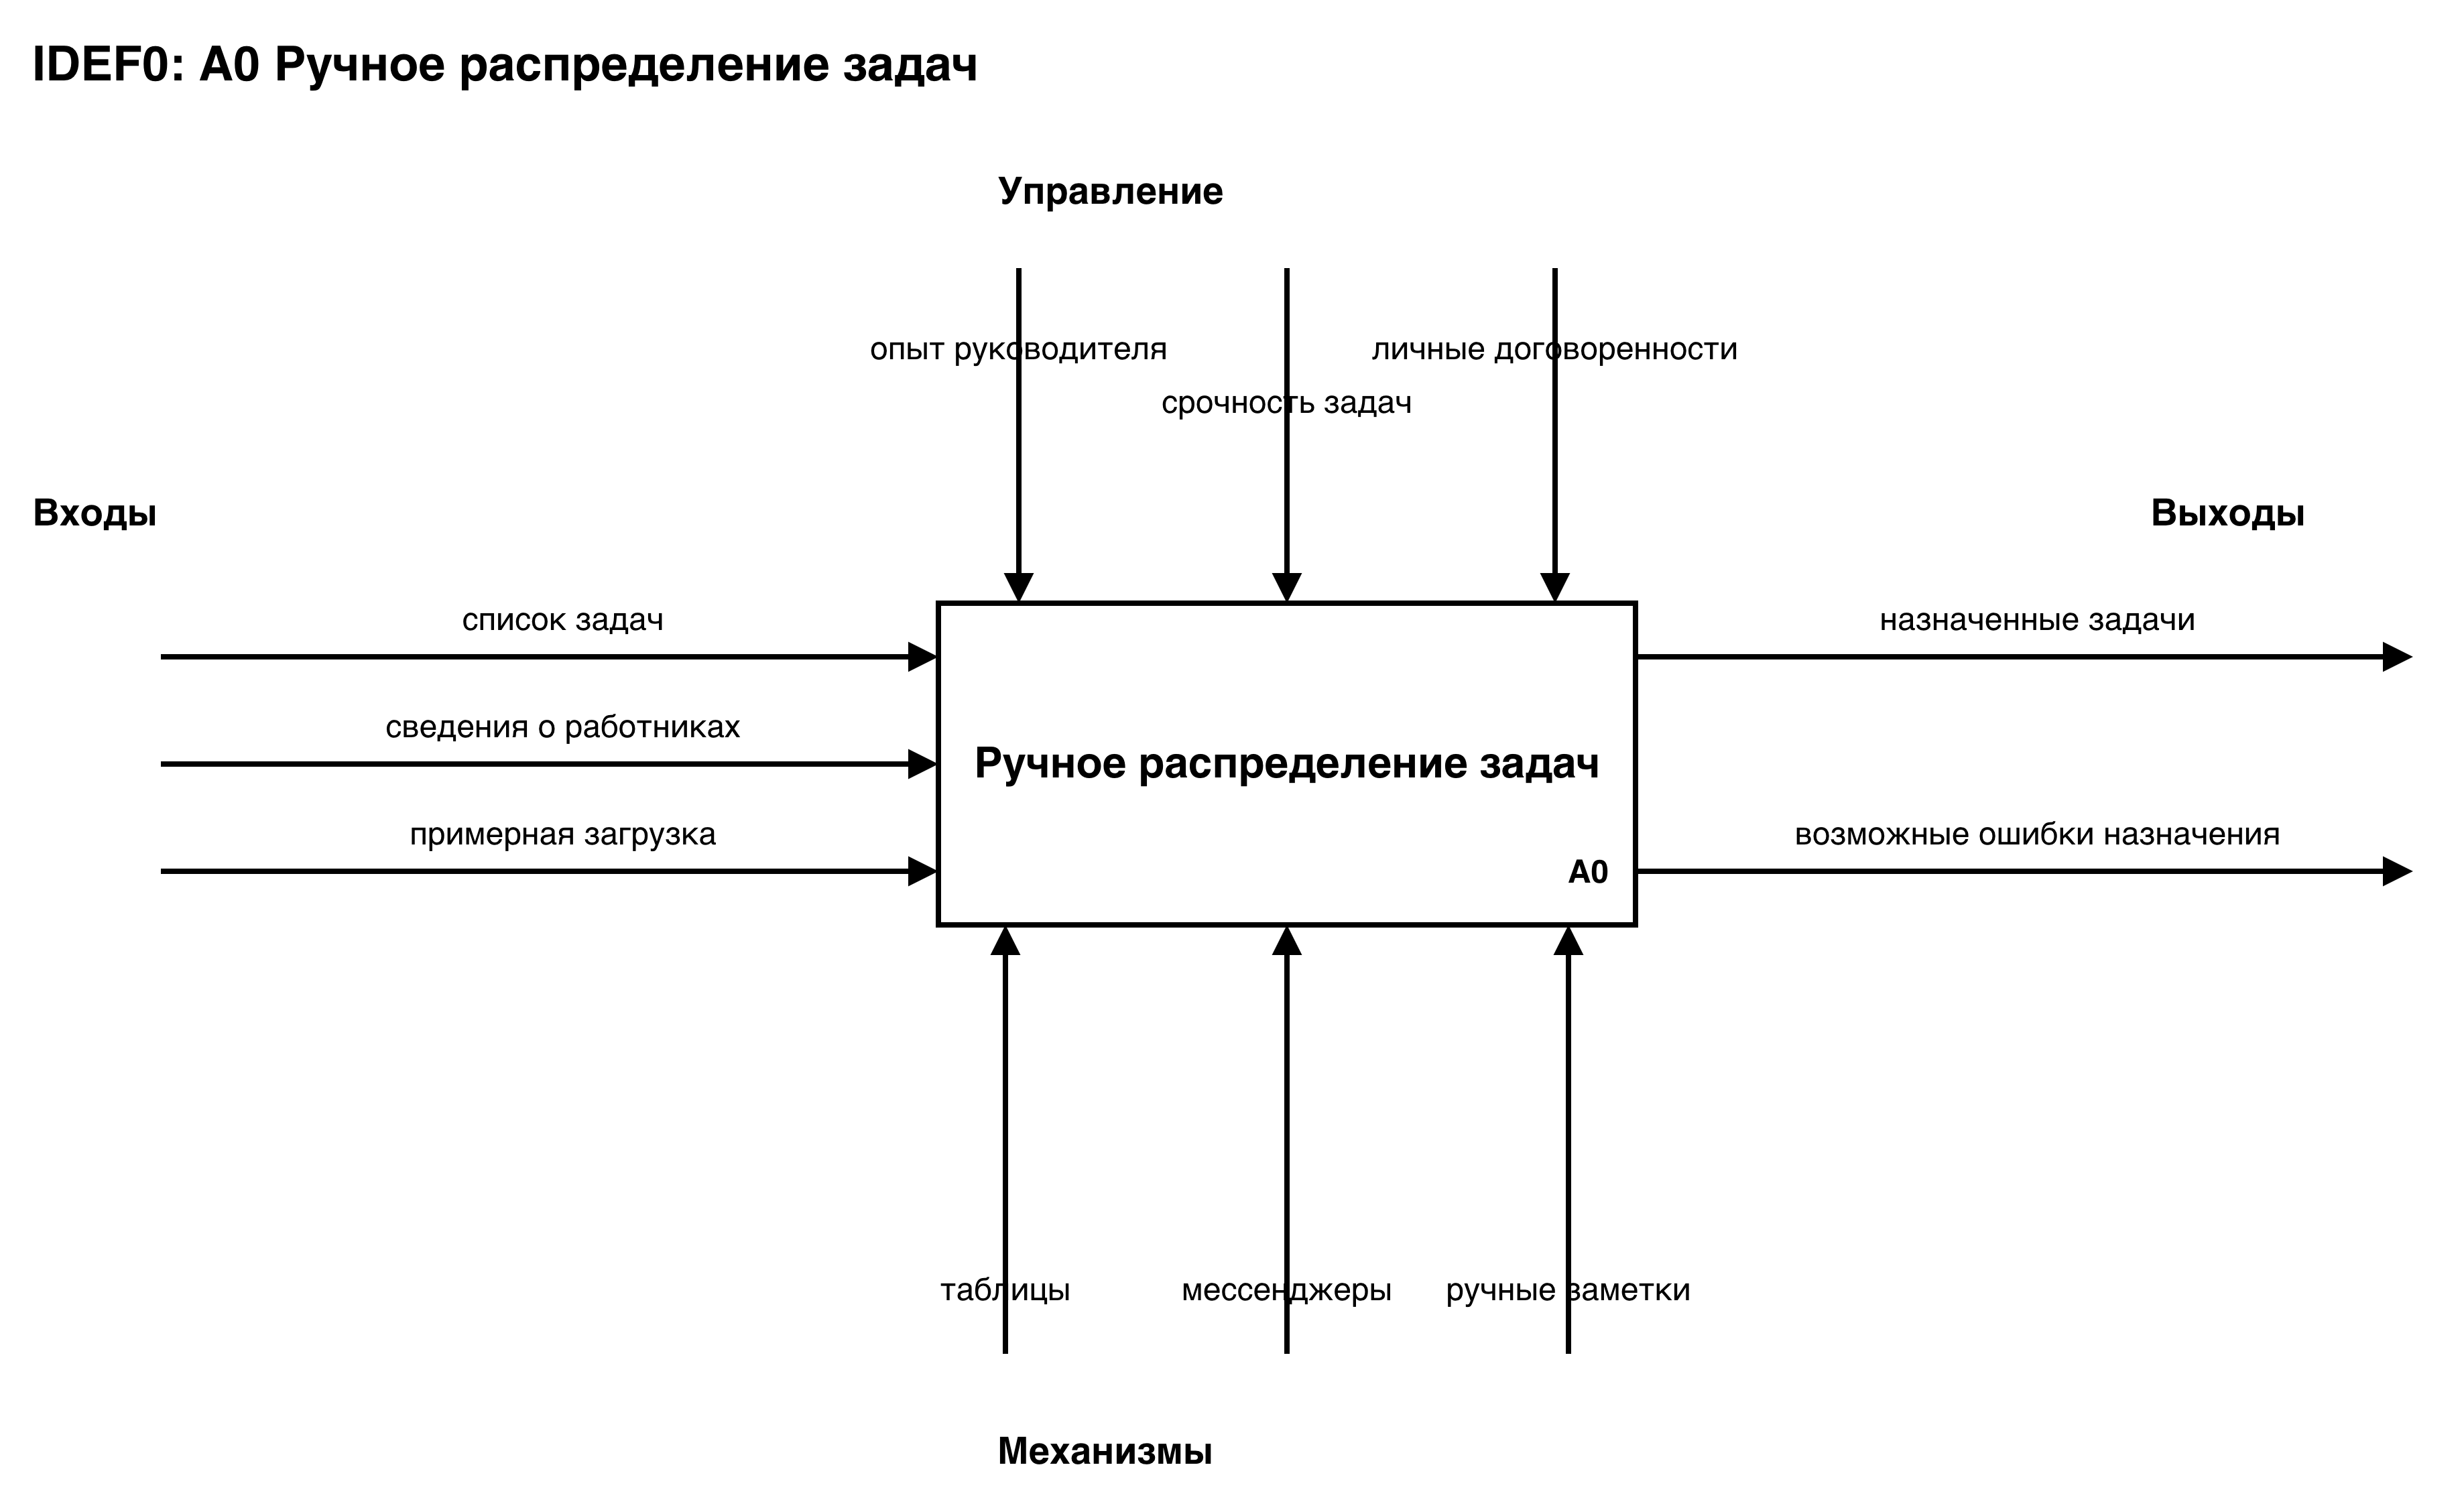 IDEF0: A0 Ручное распределение задач
Управление
опыт руководителя
личные договоренности
срочность задач
Входы
Выходы
список задач
назначенные задачи
сведения о работниках
Ручное распределение задач
примерная загрузка
возможные ошибки назначения
A0
таблицы
мессенджеры
ручные заметки
Механизмы